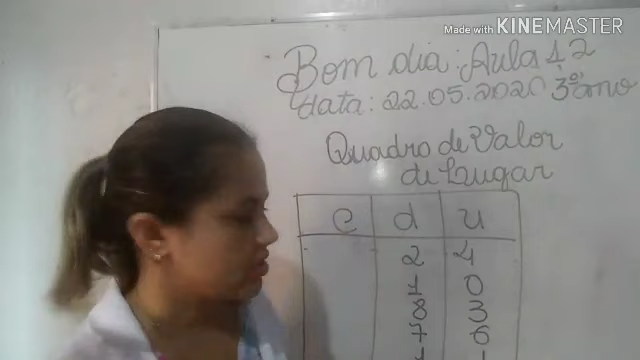 Made with KINEMASTER
Bom dia: Aula 42
data: 22.05.2020 3º ano
Quadro de Valor
de Lugar
c d u
2 4
1 0
8 3
7 6